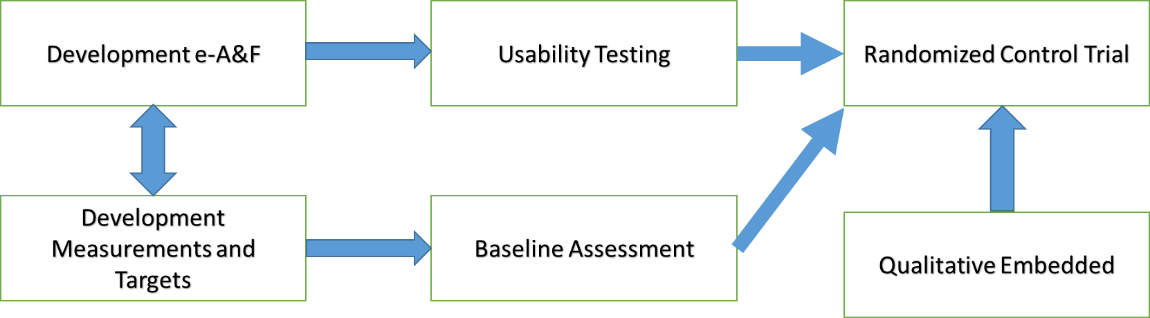 Development e-A&F
Usability Testing
Randomized Control Trial
Development
Measurements and
Targets
Baseline Assessment
Qualitative Embedded